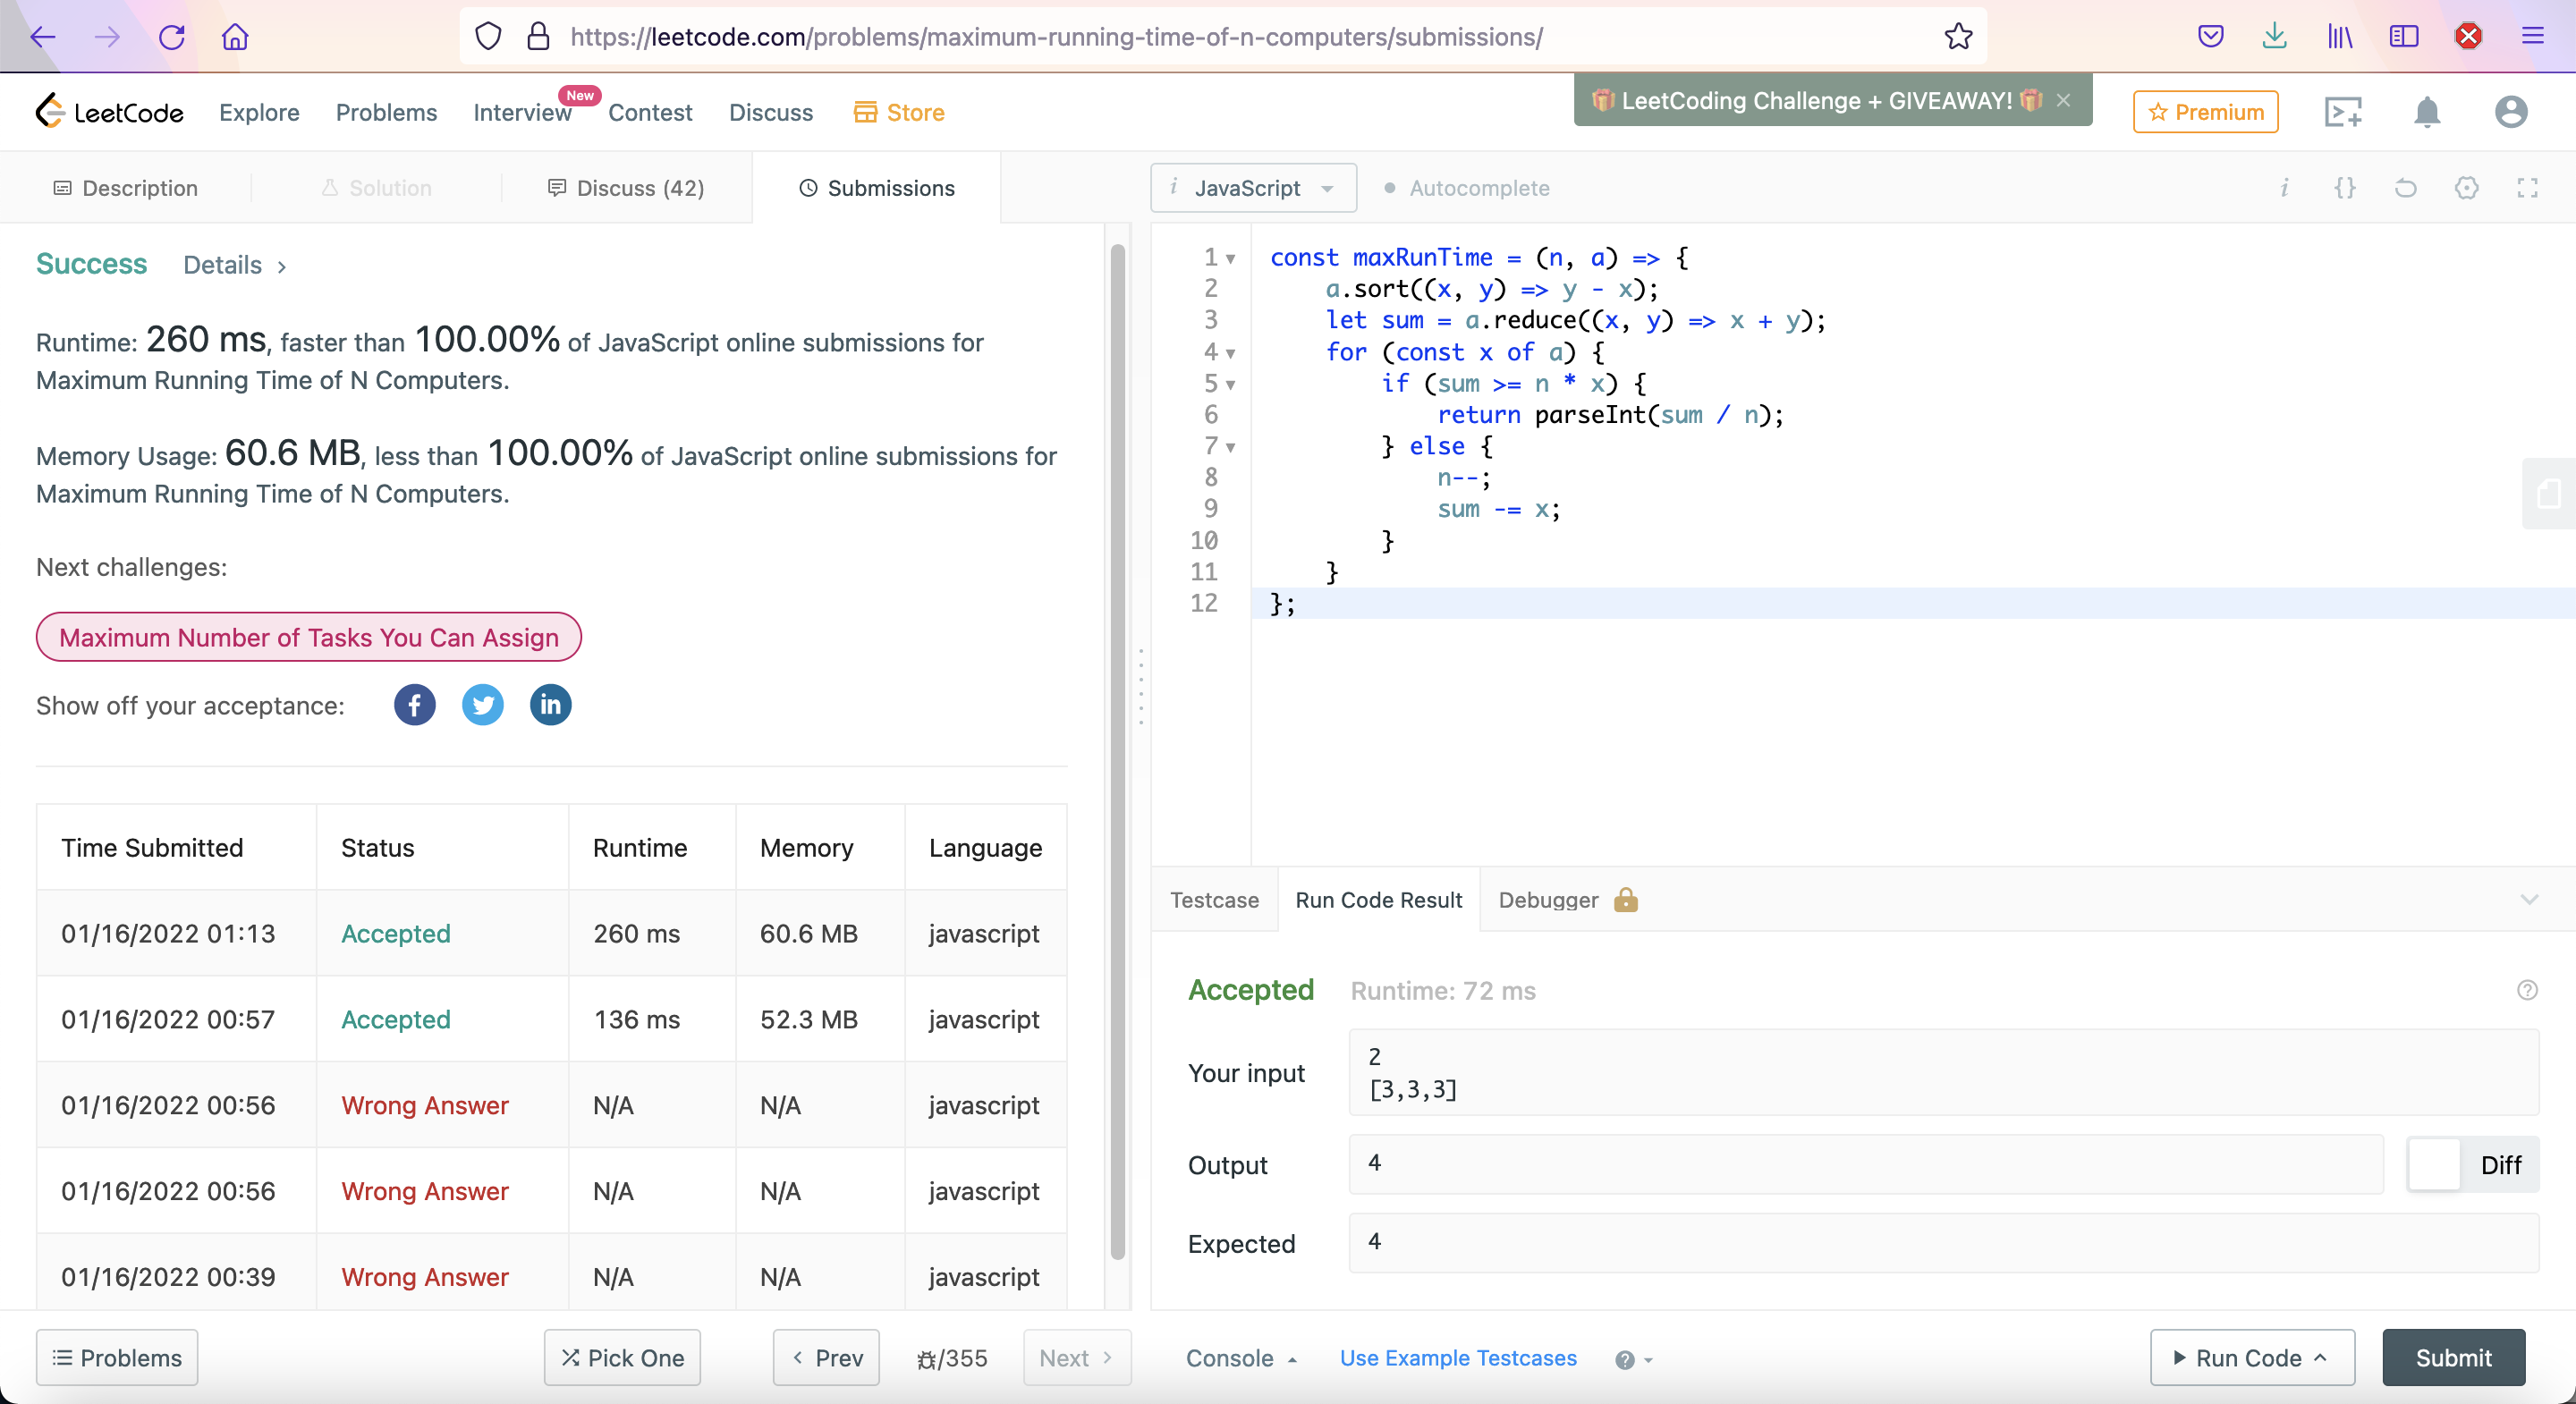 https://leetcode.com/problems/maximum-running-time-of-n-computers/submissions/
LeetCode
Explore
Problems
Interview
New
Contest
Discuss
Store
LeetCoding Challenge + GIVEAWAY!
Premium
Description
Solution
Discuss (42)
Submissions
i JavaScript
Autocomplete
i {}
Success Details >
Runtime: 260 ms, faster than 100.00% of JavaScript online submissions for
Maximum Running Time of N Computers.
Memory Usage: 60.6 MB, less than 100.00% of JavaScript online submissions for
Maximum Running Time of N Computers.
Next challenges:
Maximum Number of Tasks You Can Assign
Show off your acceptance:
Time Submitted Status Runtime Memory Language
01/16/2022 01:13 Accepted 260 ms 60.6 MB javascript
01/16/2022 00:57 Accepted 136 ms 52.3 MB javascript
01/16/2022 00:56 Wrong Answer N/A N/A javascript
01/16/2022 00:56 Wrong Answer N/A N/A javascript
01/16/2022 00:39 Wrong Answer N/A N/A javascript
1 const maxRunTime = (n, a) => {
2     a.sort((x, y) => y - x);
3     let sum = a.reduce((x, y) => x + y);
4     for (const x of a) {
5         if (sum >= n * x) {
6             return parseInt(sum / n);
7         } else {
8             n--;
9             sum -= x;
10         }
11     }
12 };
Testcase
Run Code Result
Debugger
Accepted Runtime: 72 ms
Your input
2
[3,3,3]
Output
4
Diff
Expected
4
Problems
Pick One
< Prev
/355
Next >
Console
Use Example Testcases
Run Code
Submit